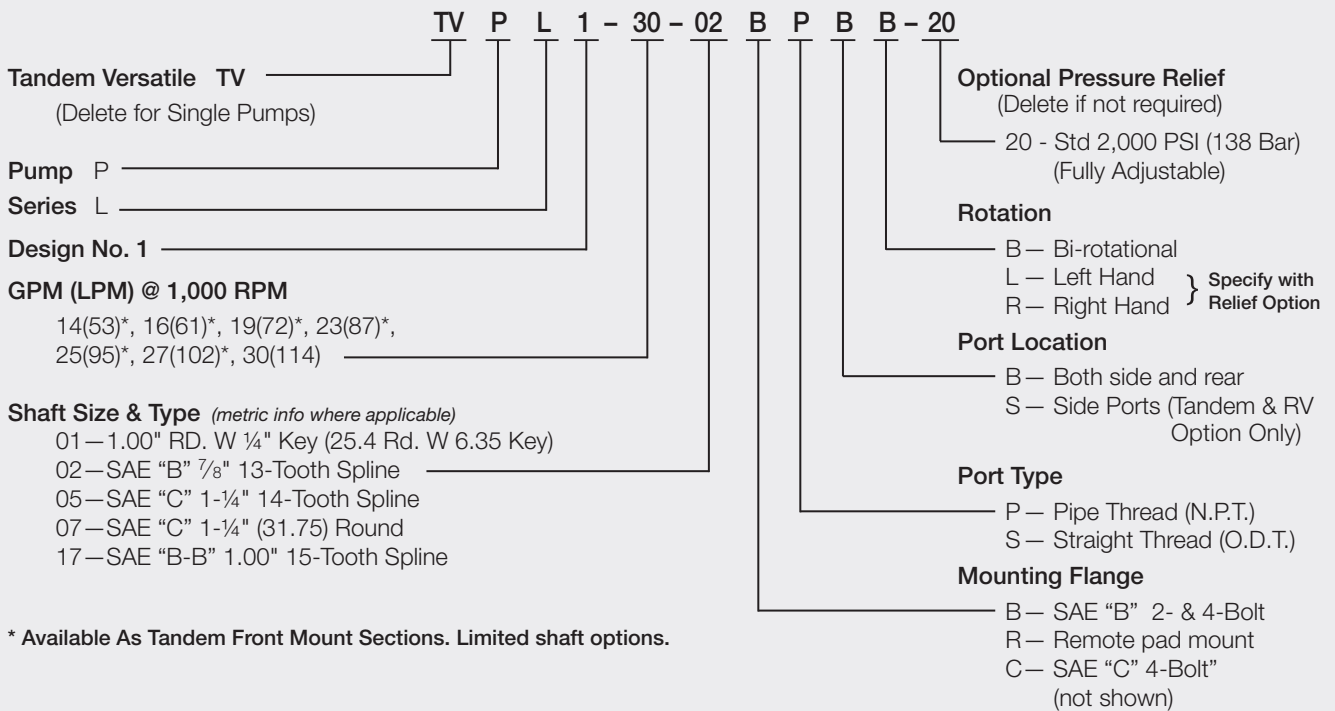 TV P L 1 – 30 – 02 B P B B – 20
Tandem Versatile TV
(Delete for Single Pumps)
Pump P
Series L
Design No. 1
GPM (LPM) @ 1,000 RPM
14(53)*, 16(61)*, 19(72)*, 23(87)*,
25(95)*, 27(102)*, 30(114)
Shaft Size & Type (metric info where applicable)
01—1.00" RD. W ¼" Key (25.4 Rd. W 6.35 Key)
02—SAE “B” ⅞" 13-Tooth Spline
05—SAE “C” 1-¼" 14-Tooth Spline
07—SAE “C” 1-¼" (31.75) Round
17—SAE “B-B” 1.00" 15-Tooth Spline
* Available As Tandem Front Mount Sections. Limited shaft options.
Optional Pressure Relief
(Delete if not required)
20 - Std 2,000 PSI (138 Bar)
(Fully Adjustable)
Rotation
B— Bi-rotational
L— Left Hand
R— Right Hand
} Specify with
Relief Option
Port Location
B— Both side and rear
S— Side Ports (Tandem & RV
Option Only)
Port Type
P— Pipe Thread (N.P.T.)
S— Straight Thread (O.D.T.)
Mounting Flange
B— SAE “B” 2- & 4-Bolt
R— Remote pad mount
C— SAE “C” 4-Bolt”
(not shown)